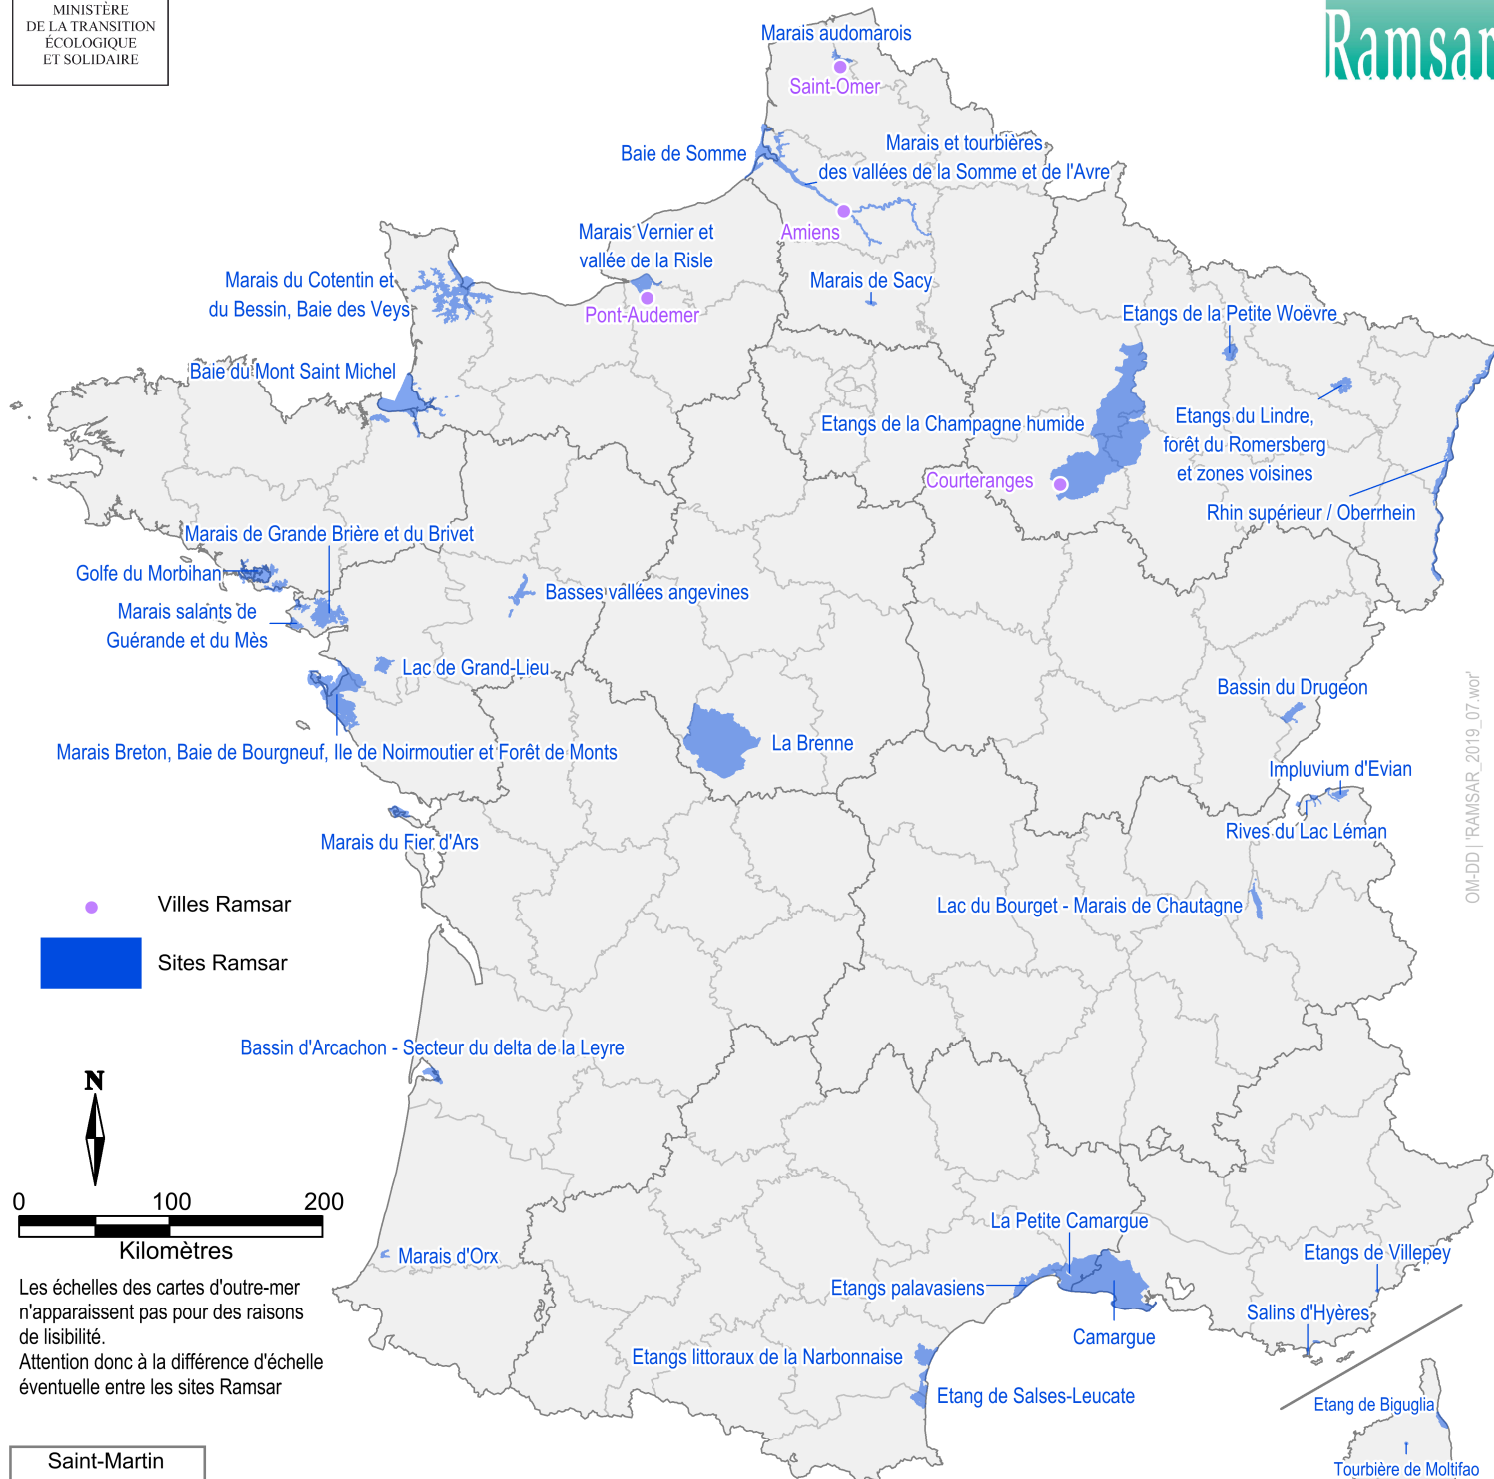 MINISTÈRE
DE LA TRANSITION
ÉCOLOGIQUE
ET SOLIDAIRE
Ramsar
Marais audomarois
Saint-Omer
Baie de Somme
Marais et tourbières
des vallées de la Somme et de l'Avre
Amiens
Marais Vernier et
vallée de la Risle
Pont-Audemer
Marais de Sacy
Marais du Cotentin et
du Bessin, Baie des Veys
Baie du Mont Saint Michel
Etangs de la Petite Woëvre
Etangs de la Champagne humide
Courteranges
Etangs du Lindre,
forêt du Romersberg
et zones voisines
Rhin supérieur / Oberrhein
Marais de Grande Brière et du Brivet
Golfe du Morbihan
Marais salants de
Guérande et du Mès
Basses vallées angevines
Lac de Grand-Lieu
Marais Breton, Baie de Bourgneuf, Ile de Noirmoutier et Forêt de Monts
La Brenne
Bassin du Drugeon
Impluvium d'Evian
Rives du Lac Léman
Marais du Fier d'Ars
Lac du Bourget - Marais de Chautagne
OM-DD | 'RAMSAR_2019_07.wor'
Villes Ramsar
Sites Ramsar
Bassin d'Arcachon - Secteur du delta de la Leyre
N
0 100 200
Kilomètres
Marais d'Orx
La Petite Camargue
Etangs palavasiens
Camargue
Etangs de Villepey
Salins d'Hyères
Etangs littoraux de la Narbonnaise
Etang de Salses-Leucate
Les échelles des cartes d'outre-mer
n'apparaissent pas pour des raisons
de lisibilité.
Attention donc à la différence d'échelle
éventuelle entre les sites Ramsar
Etang de Biguglia
Tourbière de Moltifao
Saint-Martin